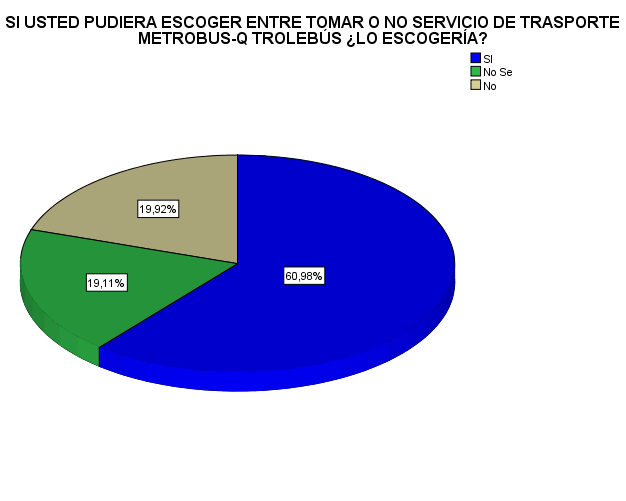 SI USTED PUDIERA ESCOGER ENTRE TOMAR O NO SERVICIO DE TRASPORTE
METROBUS-Q TROLEBÚS ¿LO ESCOGERÍA?
SI
No Se
No
19,92%
60,98%
19,11%